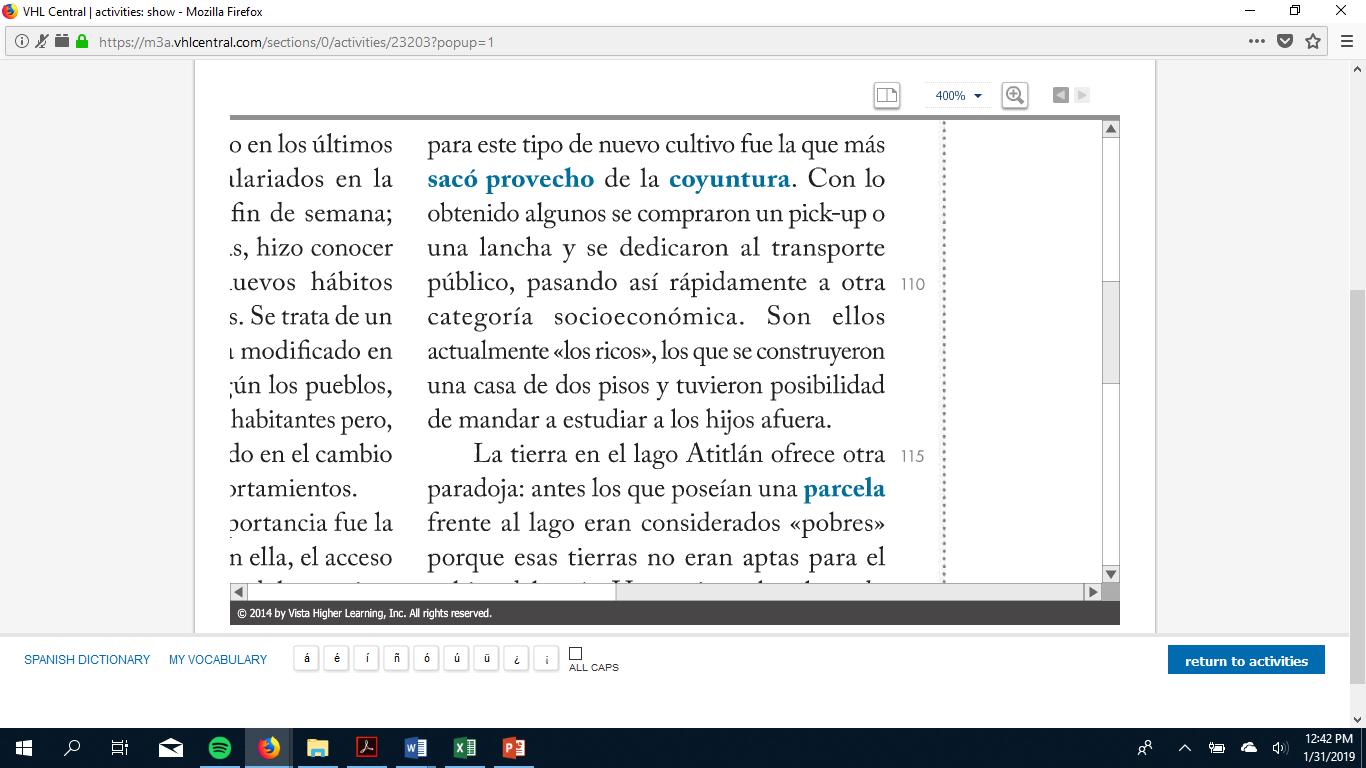 VHL Central | activities: show - Mozilla Firefox
https://m3a.vhlcentral.com/sections/0/activities/23203?popup=1
400%
o en los últimos
ulariados en la
fin de semana;
s, hizo conocer
uevos hábitos
s. Se trata de un
modificado en
ún los pueblos,
habitantes pero,
do en el cambio
ortamientos.
portancia fue la
n ella, el acceso
para este tipo de nuevo cultivo fue la que más
sacó provecho de la coyuntura. Con lo
obtenido algunos se compraron un pick-up o
una lancha y se dedicaron al transporte
público, pasando así rápidamente a otra 110
categoría socioeconómica. Son ellos
actualmente «los ricos», los que se construyeron
una casa de dos pisos y tuvieron posibilidad
de mandar a estudiar a los hijos afuera.
La tierra en el lago Atitlán ofrece otra 115
paradoja: antes los que poseían una parcela
frente al lago eran considerados «pobres»
porque esas tierras no eran aptas para el
© 2014 by Vista Higher Learning, Inc. All rights reserved.
SPANISH DICTIONARY MY VOCABULARY á é í ñ ó ú ü ¿ ¡ ALL CAPS
return to activities
12:42 PM
1/31/2019